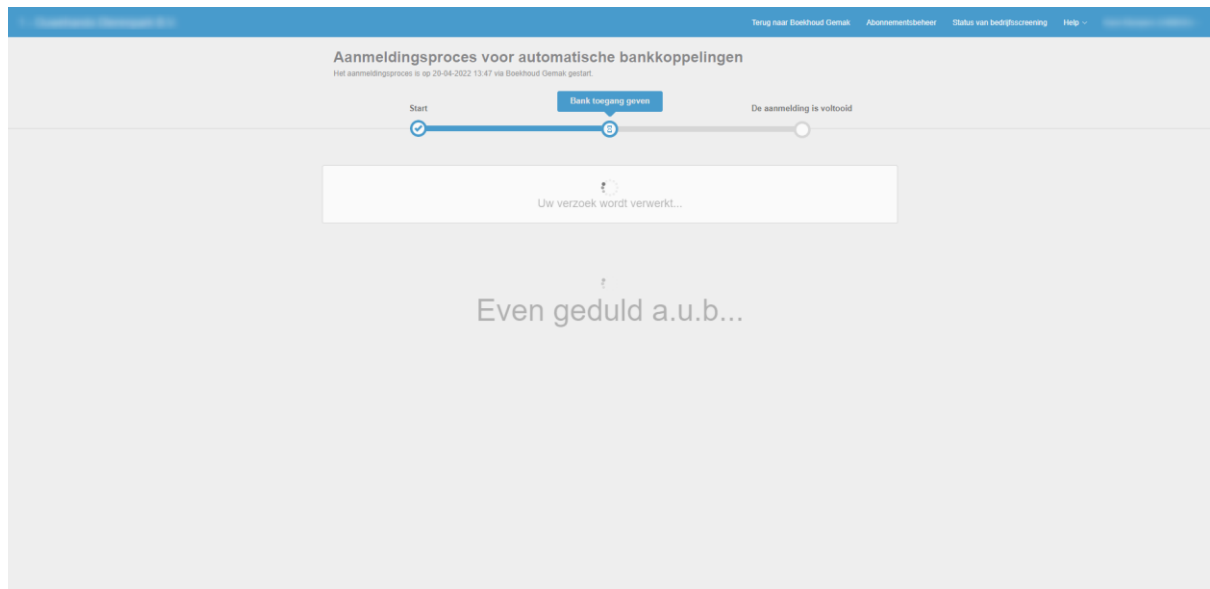 Terug naar Boekhoud Gemak Abonnementsbeheer Status van bedrijfsscreening Help
Aanmeldingsproces voor automatische bankkoppelingen
Het aanmeldingsproces is op 20-04-2022 13:47 via Boekhoud Gemak gestart.
Start Bank toegang geven De aanmelding is voltooid
Uw verzoek wordt verwerkt...
Even geduld a.u.b...